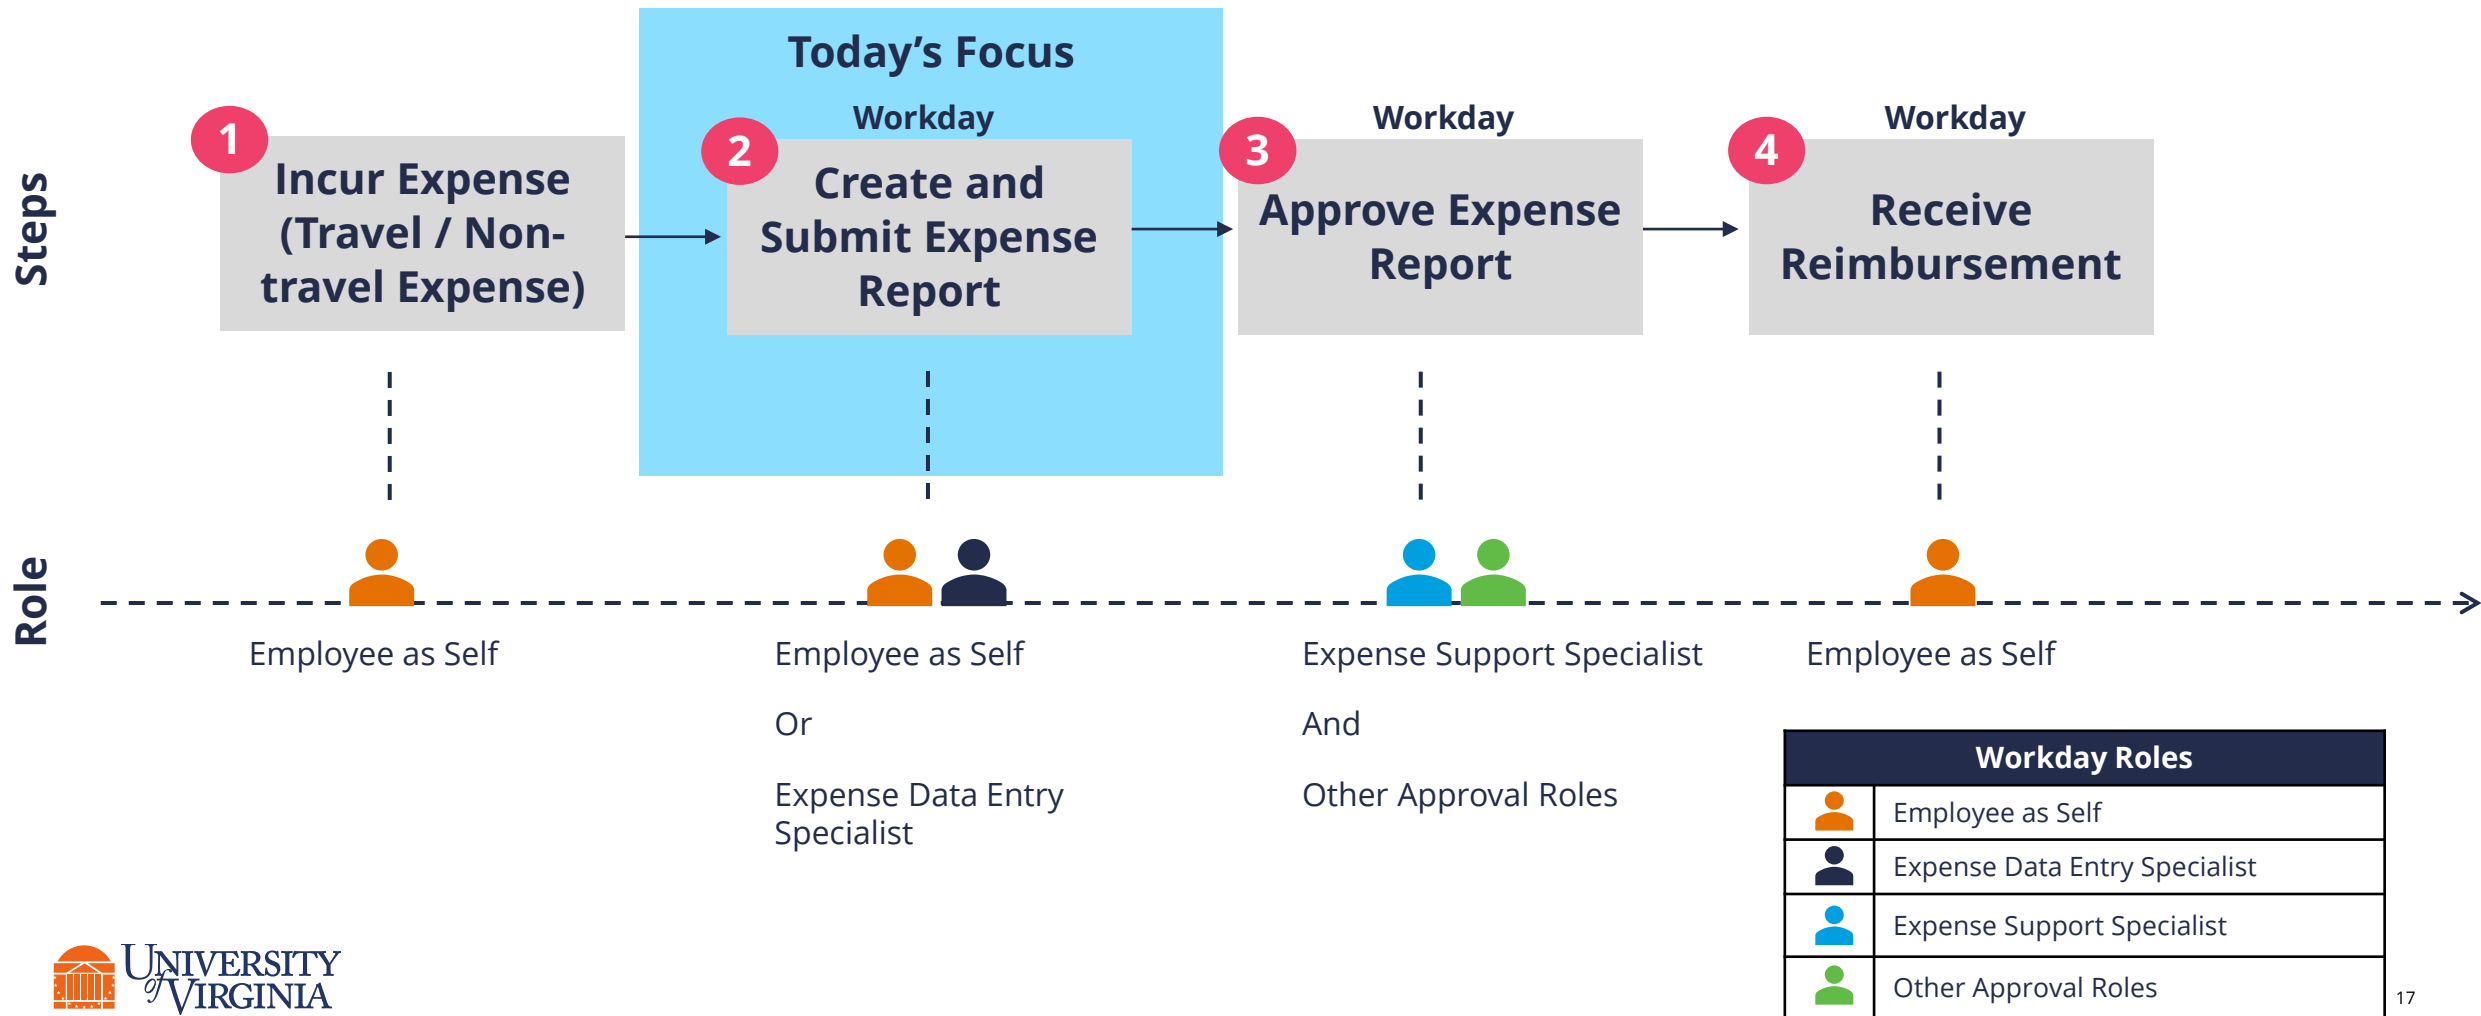 Today’s Focus
Workday
Workday
Workday
Steps
1
Incur Expense
(Travel / Non-
travel Expense)
2
Create and
Submit Expense
Report
3
Approve Expense
Report
4
Receive
Reimbursement
Role
Employee as Self
Employee as Self
Or
Expense Data Entry
Specialist
Expense Support Specialist
And
Other Approval Roles
Employee as Self
Workday Roles
Employee as Self
Expense Data Entry Specialist
Expense Support Specialist
Other Approval Roles
UNIVERSITY
of VIRGINIA
17